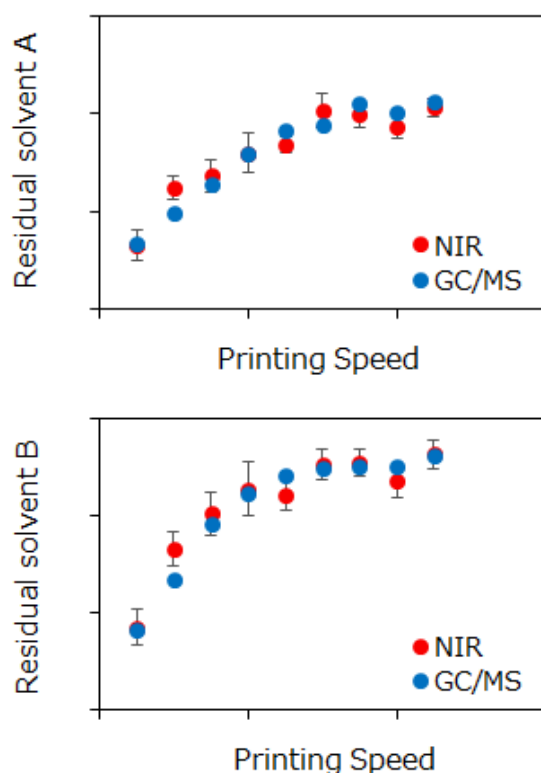 Residual solvent A
NIR
GC/MS
Printing Speed
Residual solvent B
NIR
GC/MS
Printing Speed